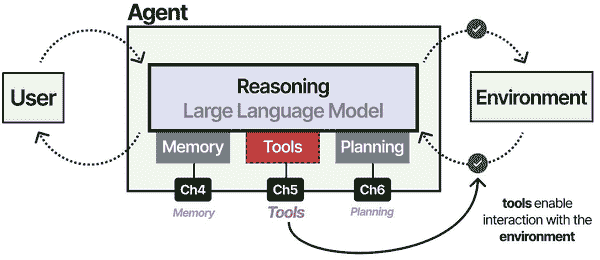 Agent
User
Reasoning
Large Language Model
Environment
Memory
Tools
Planning
Ch4
Ch5
Ch6
Memory
Tools
Planning
tools enable
interaction with the
environment